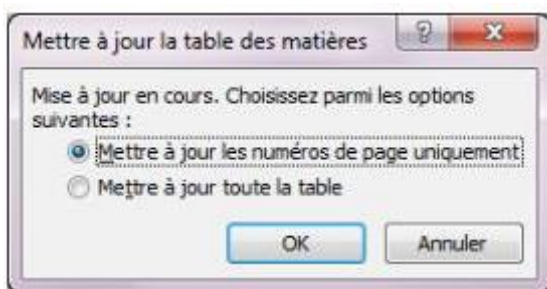 Mettre à jour la table des matières
Mise à jour en cours. Choisissez parmi les options
suivantes :
Mettre à jour les numéros de page uniquement
Mettre à jour toute la table
OK
Annuler